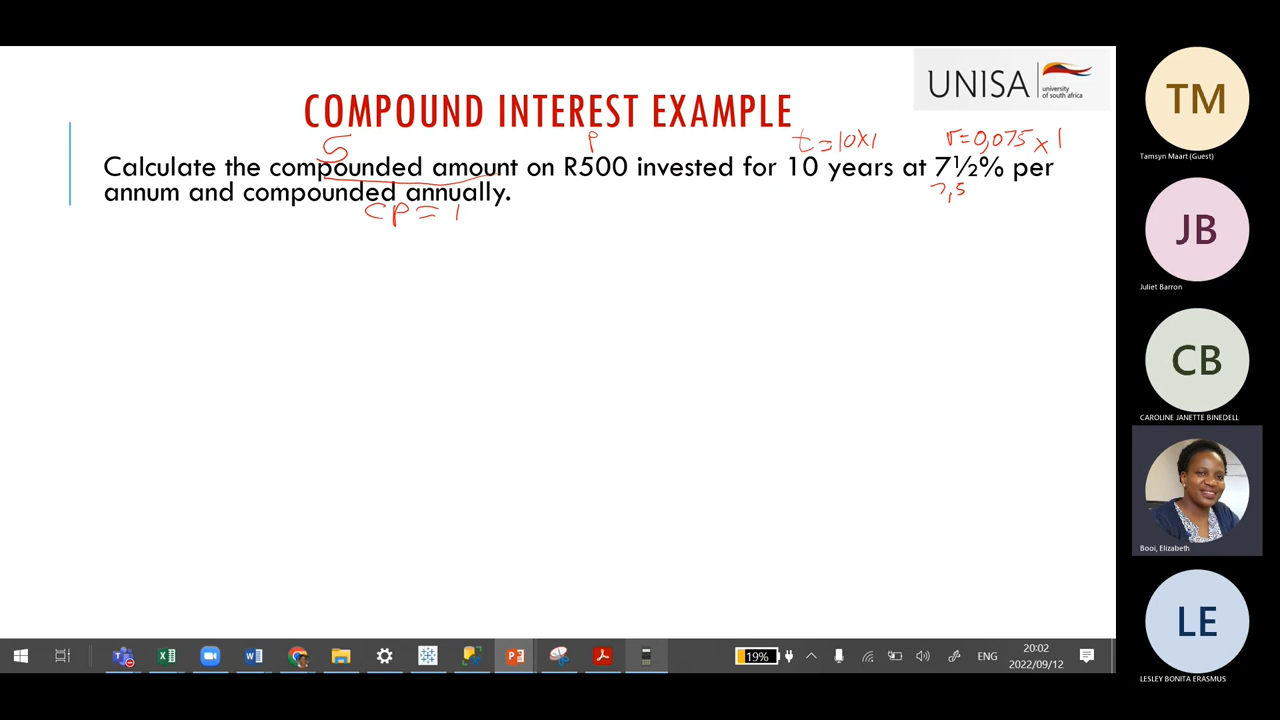 UNISA
university
of south africa
COMPOUND INTEREST EXAMPLE
S P t = 10x1 r = 0,075 x 1
Calculate the compounded amount on R500 invested for 10 years at 7½% per
7,5
annum and compounded annually.
CP = 1
TM
Tamsyn Maart (Guest)
JB
Juliet Barron
CB
CAROLINE JANETTE BINEDELL
Booi, Elizabeth
LE
LESLEY BONITA ERASMUS
19%
ENG
20:02
2022/09/12